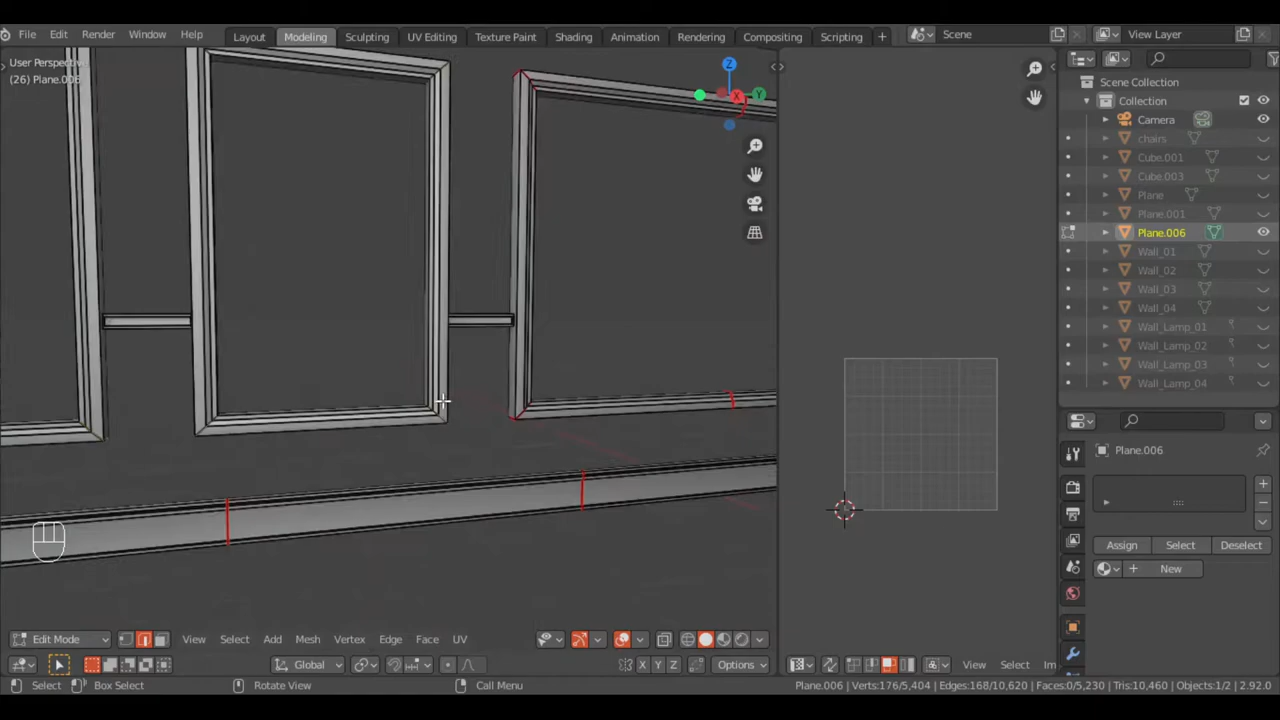 File Edit Render Window Help Layout Modeling Sculpting UV Editing Texture Paint Shading Animation Rendering Compositing Scripting + Scene View Layer
User Perspective
(26) Plane.006
Z
X
Y
Scene Collection
Collection
Camera
chairs
Cube.001
Cube.003
Plane
Plane.001
Plane.006
Wall_01
Wall_02
Wall_03
Wall_04
Wall_Lamp_01
Wall_Lamp_02
Wall_Lamp_03
Wall_Lamp_04
Plane.006
Assign Select Deselect
New
Edit Mode View Select Add Mesh Vertex Edge Face UV
Global X Y Z Options View Select Im
Select Box Select Rotate View Call Menu Plane.006 | Verts:176/5,404 | Edges:168/10,620 | Faces:0/5,230 | Tris:10,460 | Objects:1/2 | 2.92.0